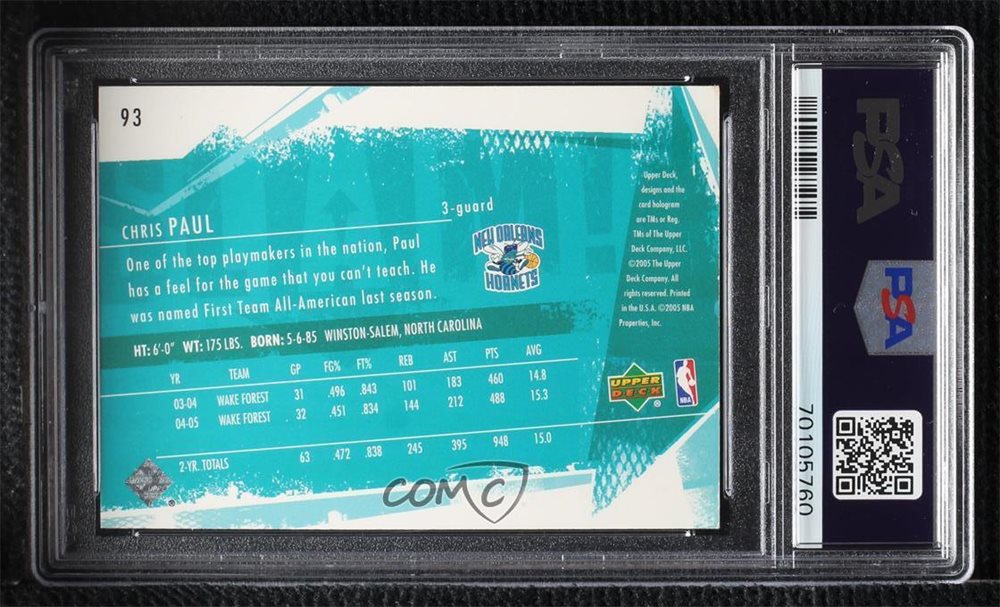 93
CHRIS PAUL
3-guard
One of the top playmakers in the nation, Paul
has a feel for the game that you can't teach. He
was named First Team All-American last season.
NEW ORLEANS
HORNETS
HT: 6'-0" WT: 175 LBS. BORN: 5-6-85 WINSTON-SALEM, NORTH CAROLINA
YR TEAM GP FG% FT% REB AST PTS AVG
03-04 WAKE FOREST 31 .496 .843 101 183 460 14.8
04-05 WAKE FOREST 32 .451 .834 144 212 488 15.3
2-YR. TOTALS 63 .472 .838 245 395 948 15.0
Upper Deck,
designs and the
card hologram
are TMs or Reg.
TMs of The Upper
Deck Company, LLC.
©2005 The Upper
Deck Company. All
rights reserved. Printed
in the U.S.A. ©2005 NBA
Properties, Inc.
UPPER
DECK
®
NBA
®
COMC
PSA
PSA
70105760